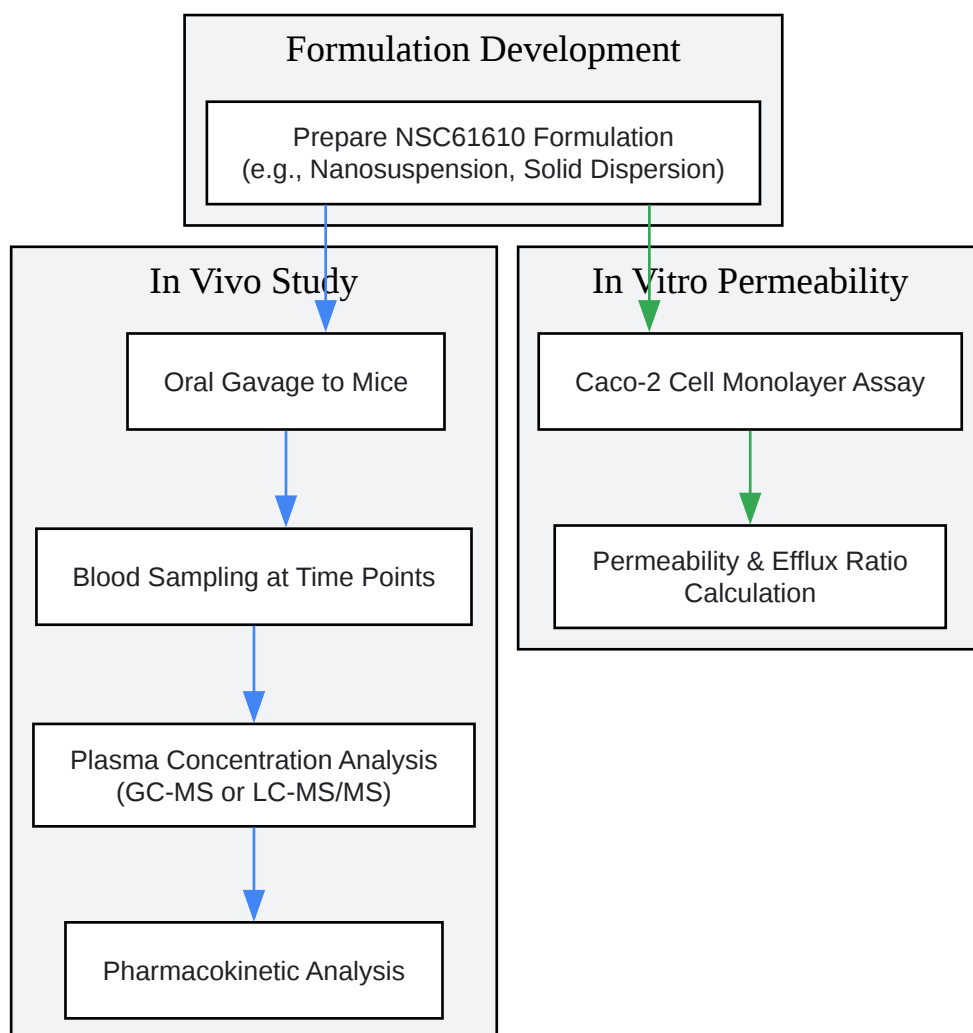 Formulation Development
Prepare NSC61610 Formulation
(e.g., Nanosuspension, Solid Dispersion)
In Vivo Study
Oral Gavage to Mice
Blood Sampling at Time Points
Plasma Concentration Analysis
(GC-MS or LC-MS/MS)
Pharmacokinetic Analysis
In Vitro Permeability
Caco-2 Cell Monolayer Assay
Permeability & Efflux Ratio
Calculation